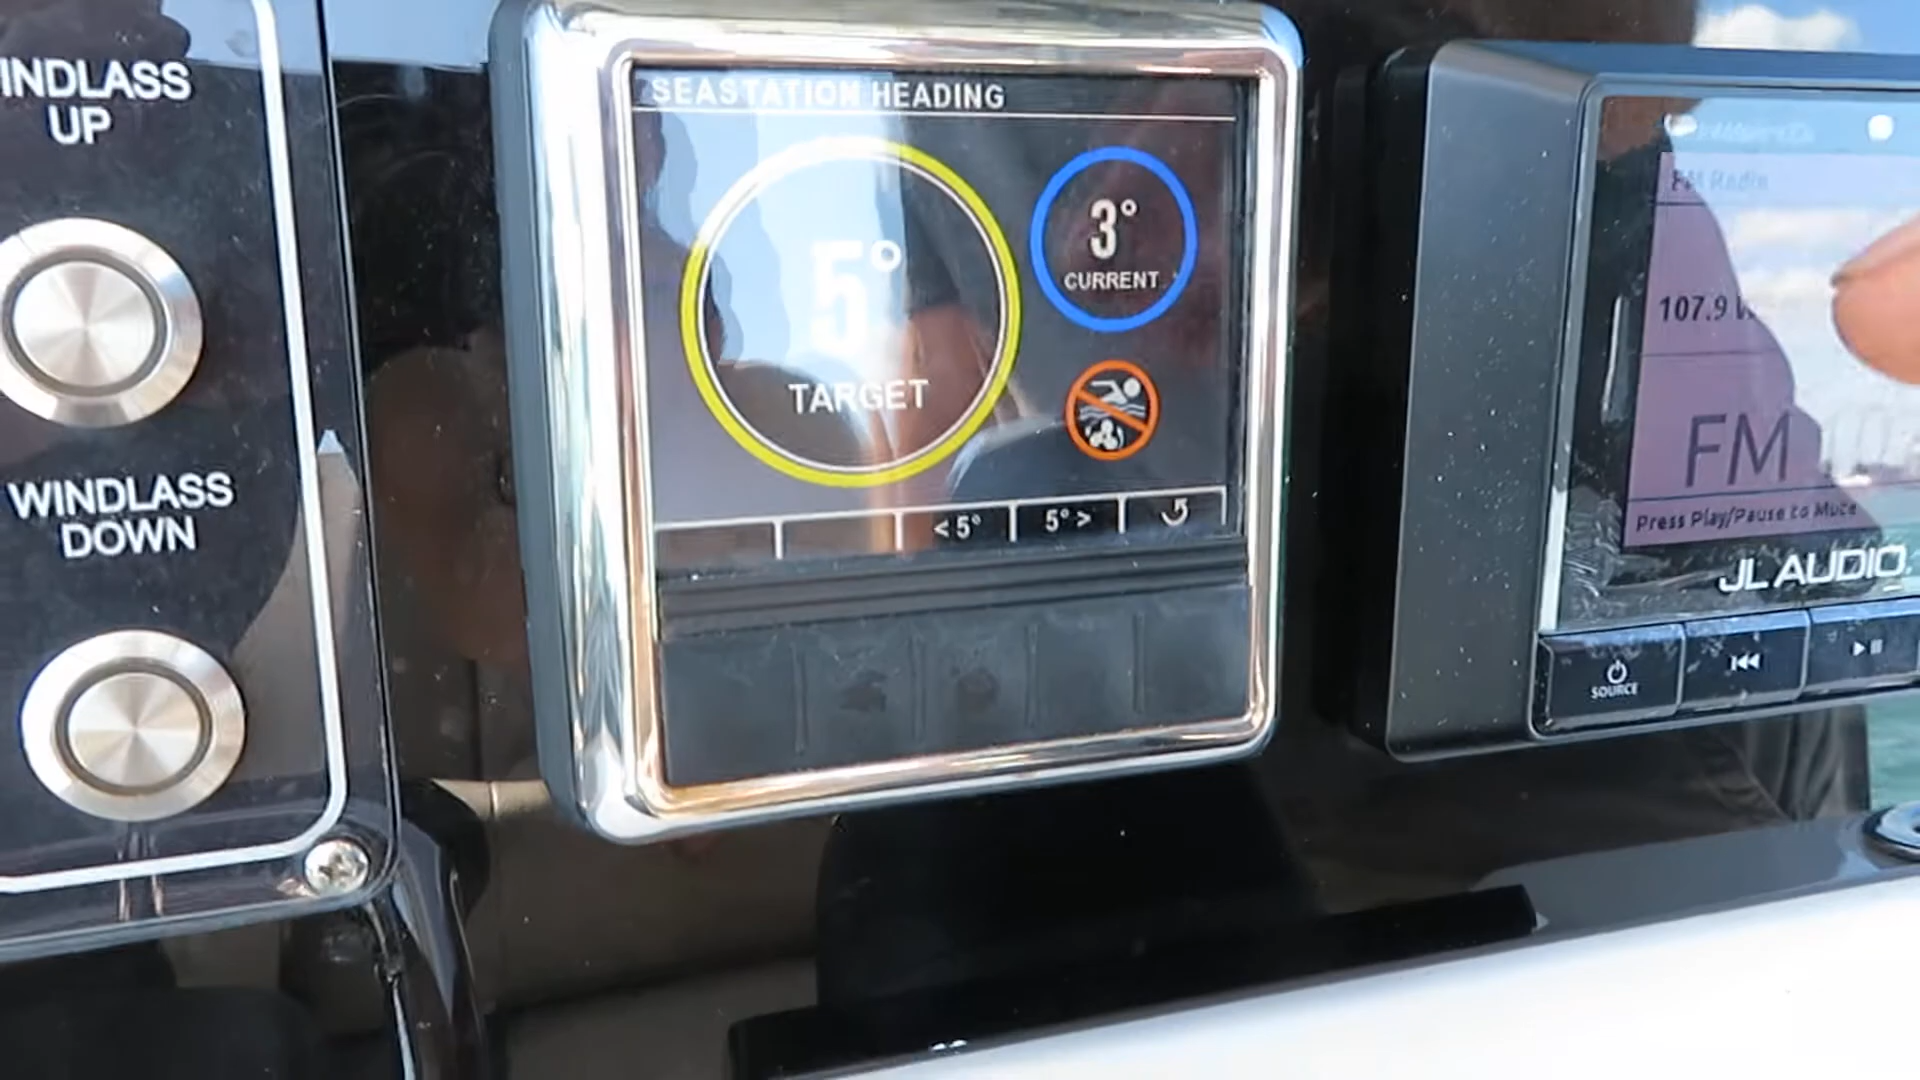 INDLASS
UP
WINDLASS
DOWN
SEASTATION HEADING
5°
TARGET
3°
CURRENT
< 5°
5° >
FM Radio
107.9
FM
Press Play/Pause to Mute
JL AUDIO
SOURCE